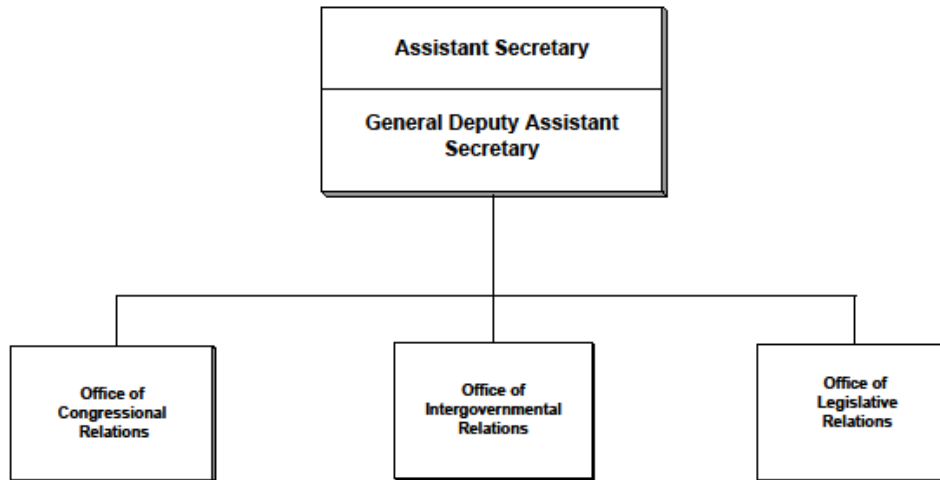 Assistant Secretary
General Deputy Assistant
Secretary
Office of
Congressional
Relations
Office of
Intergovernmental
Relations
Office of
Legislative
Relations